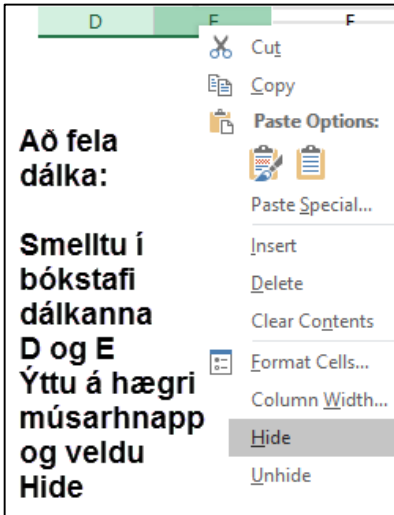 D E F
Cut
Copy
Paste Options:
Að fela
dálka:
Paste Special...
Smelltu í
Insert
bókstafi
Delete
dálkanna
Clear Contents
D og E
Format Cells...
Ýttu á hægri
Column Width...
músarhnapp
Hide
og veldu
Unhide
Hide